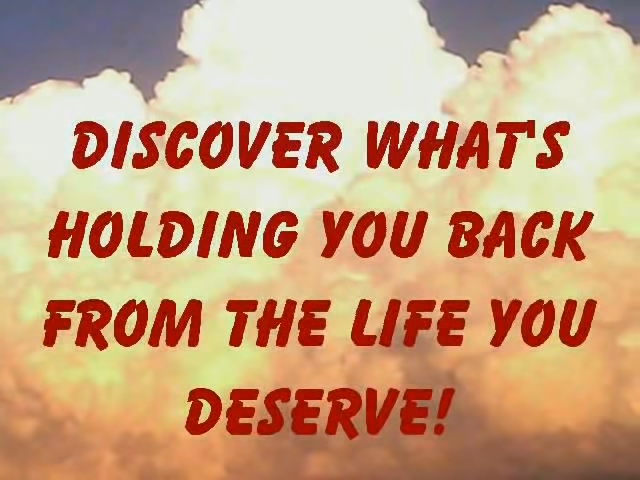 DISCOVER WHAT'S
HOLDING YOU BACK
FROM THE LIFE YOU
DESERVE!